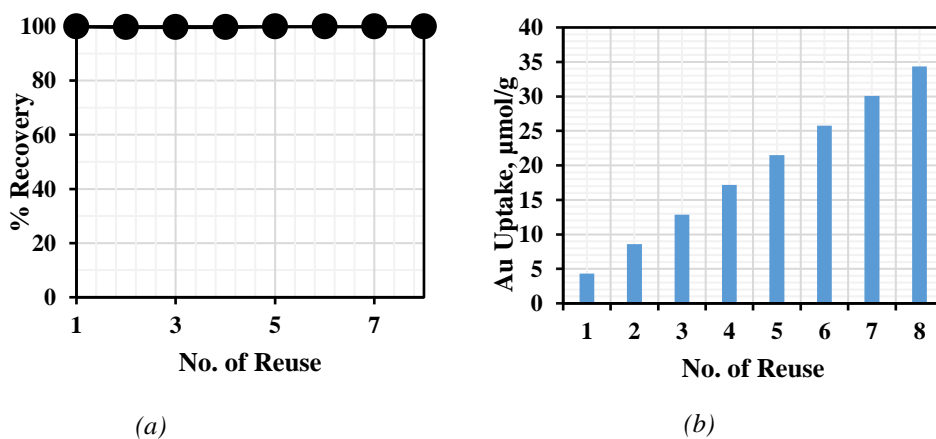 100
80
60
40
20
0
% Recovery
1 3 5 7
No. of Reuse
(a)
40
35
30
25
20
15
10
5
0
Au Uptake, µmol/g
1 2 3 4 5 6 7 8
No. of Reuse
(b)